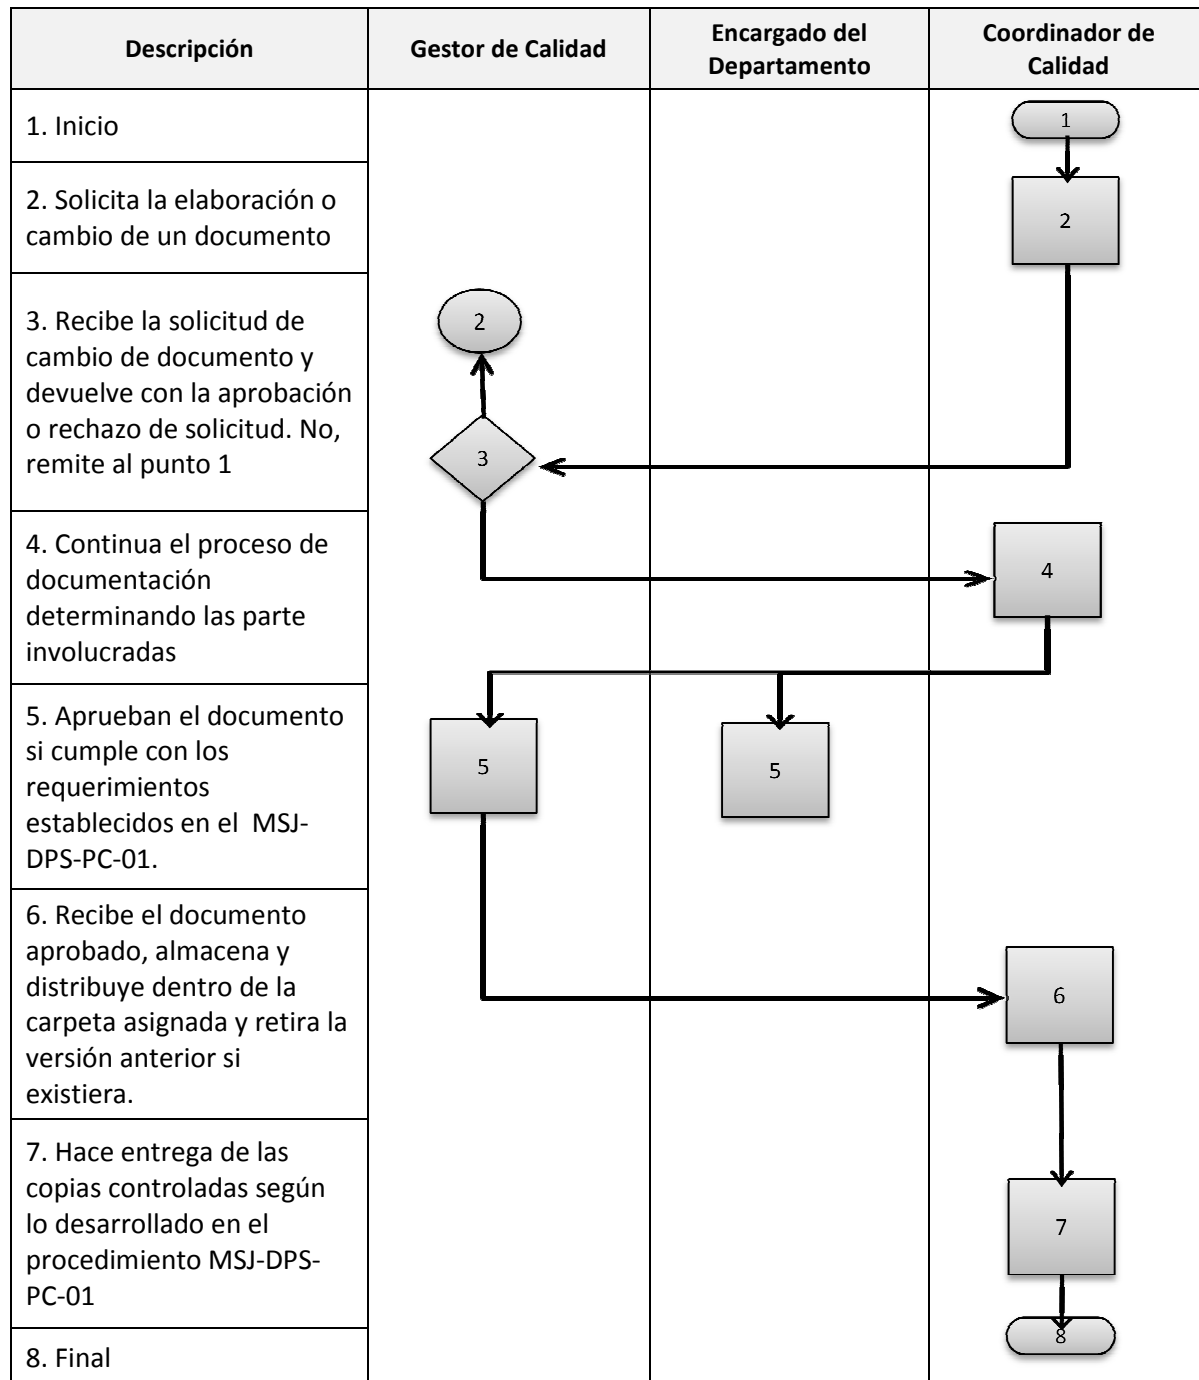 Descripción
Gestor de Calidad
Encargado del
Departamento
Coordinador de
Calidad
1. Inicio
1
2. Solicita la elaboración o
cambio de un documento
2
3. Recibe la solicitud de
cambio de documento y
devuelve con la aprobación
o rechazo de solicitud. No,
remite al punto 1
2
3
4. Continua el proceso de
documentación
determinando las parte
involucradas
4
5. Aprueban el documento
si cumple con los
requerimientos
establecidos en el  MSJ-
DPS-PC-01.
5
5
6. Recibe el documento
aprobado, almacena y
distribuye dentro de la
carpeta asignada y retira la
versión anterior si
existiera.
6
7. Hace entrega de las
copias controladas según
lo desarrollado en el
procedimiento MSJ-DPS-
PC-01
7
8. Final
8